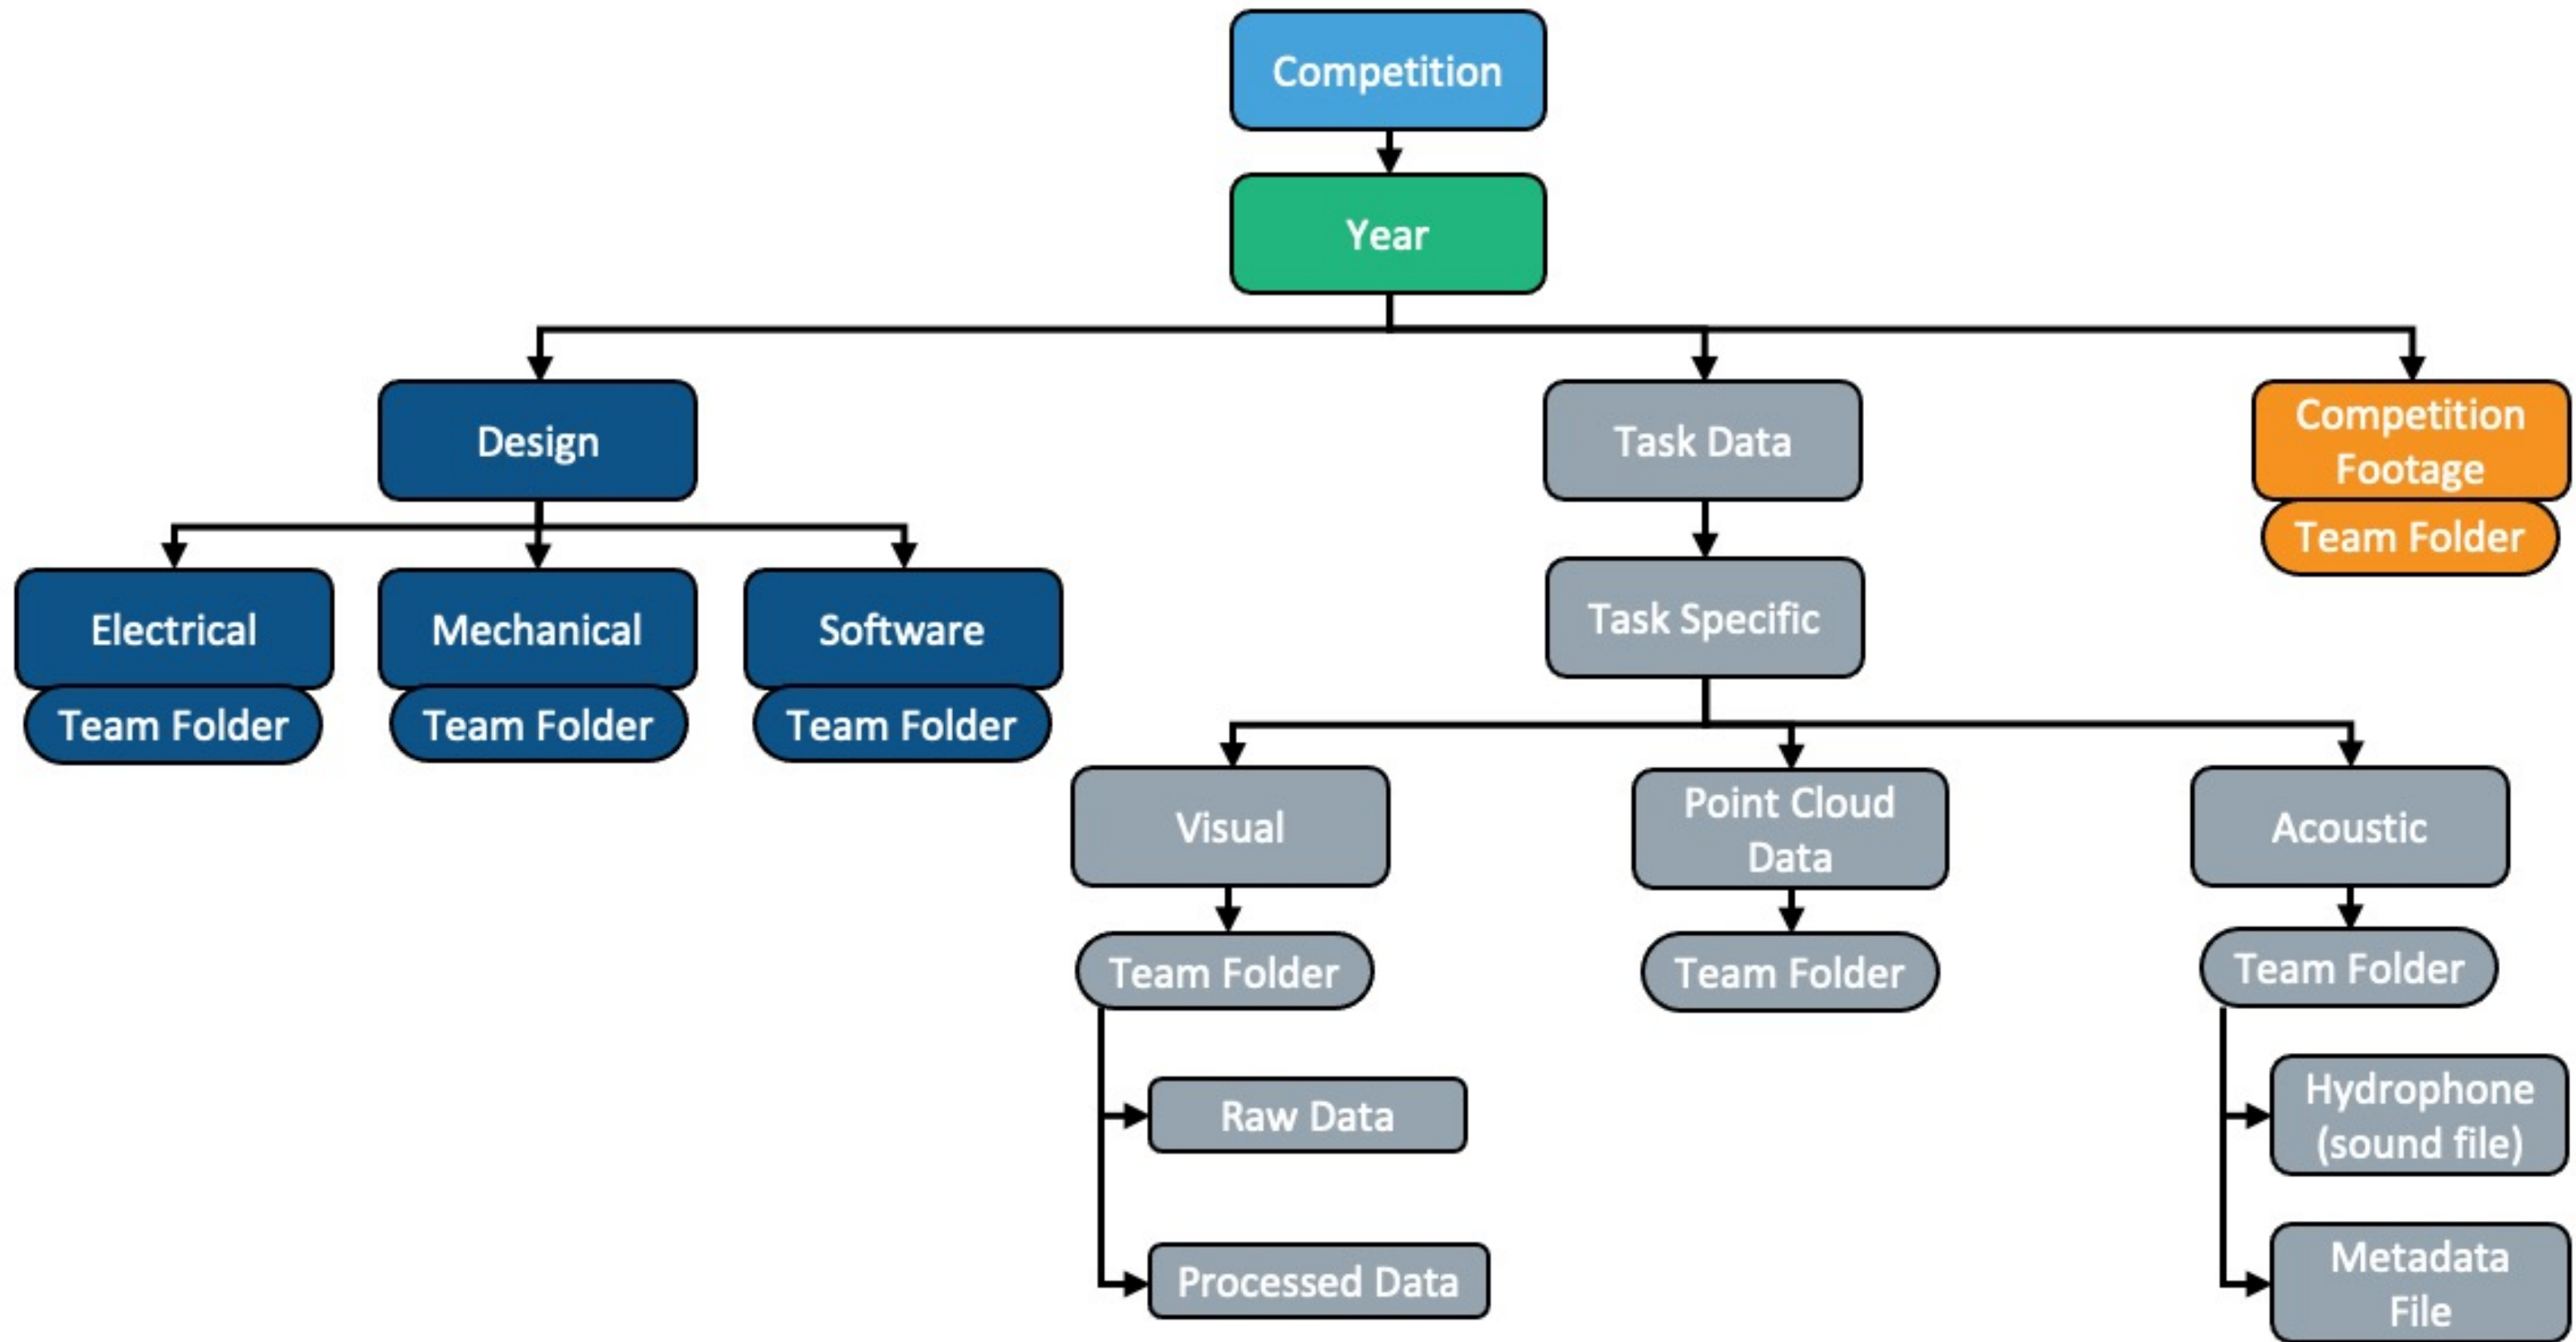 Competition
Year
Design
Task Data
Competition
Footage
Team Folder
Electrical
Mechanical
Software
Task Specific
Team Folder
Team Folder
Team Folder
Visual
Point Cloud
Data
Acoustic
Team Folder
Team Folder
Team Folder
Raw Data
Hydrophone
(sound file)
Processed Data
Metadata
File